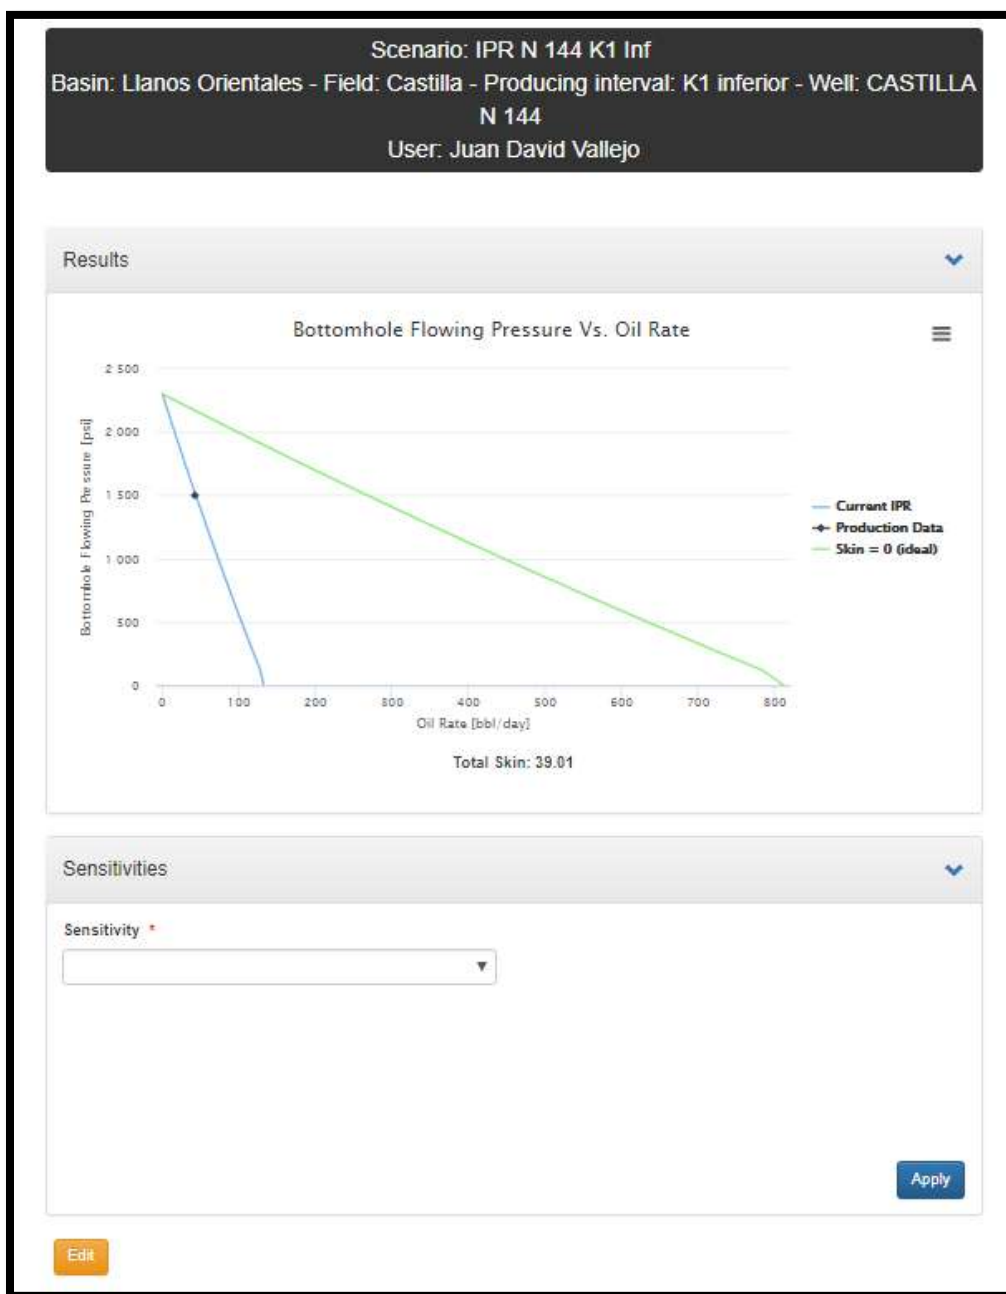 Scenario: IPR N 144 K1 Inf
Basin: Llanos Orientales - Field: Castilla - Producing interval: K1 inferior - Well: CASTILLA
N 144
User: Juan David Vallejo
Results
Bottomhole Flowing Pressure Vs. Oil Rate
Bottomhole Flowing Pressure [psi]
2 500
2 000
1 500
1 000
500
0
0 100 200 300 400 500 600 700 800
Oil Rate [bbl/day]
Current IPR
Production Data
Skin = 0 (ideal)
Total Skin: 39.01
Sensitivities
Sensitivity *
Apply
Edit